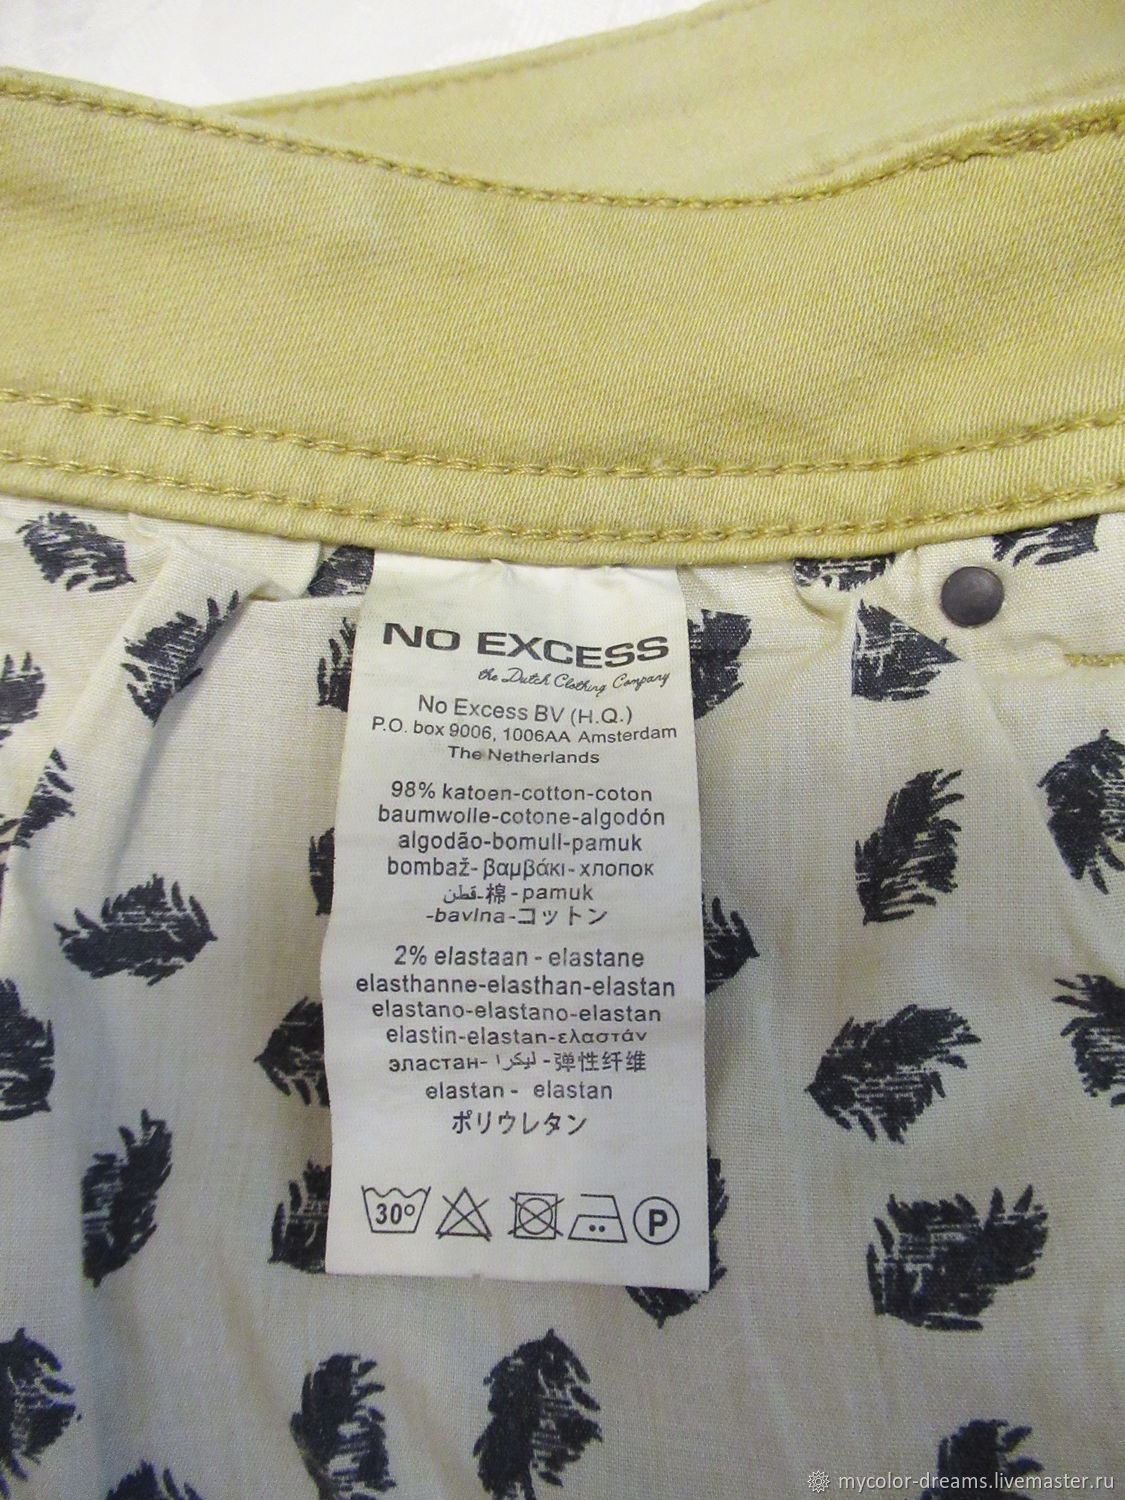 NO EXCESS
the Dutch Clothing Company
No Excess BV (H.Q.)
P.O. box 9006, 1006AA Amsterdam
The Netherlands
98% katoen-cotton-coton
baumwolle-cotone-algodón
algodão-bomull-pamuk
bombaž-βαμβάκι-хлопок
قطن-棉-pamuk
-bavlna-コットン
2% elastaan - elastane
elasthanne-elasthan-elastan
elastano-elastano-elastan
elastin-elastan-ελαστάν
эластан- ليكرا -弹性纤维
elastan - elastan
ポリウレタン
30° P
mycolor-dreams.livemaster.ru